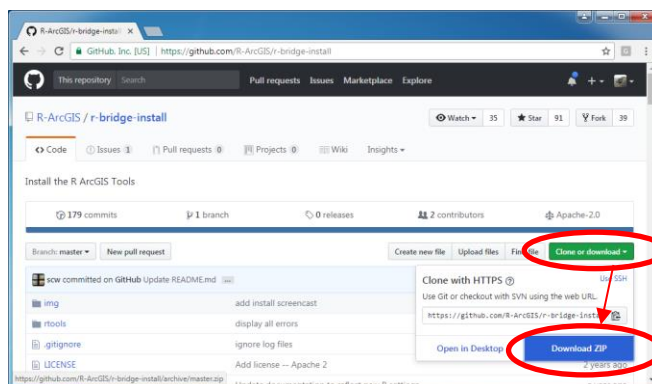 R-ArcGIS/r-bridge-install
GitHub, Inc. [US] | https://github.com/R-ArcGIS/r-bridge-install
This repository Search Pull requests Issues Marketplace Explore
R-ArcGIS / r-bridge-install Watch 35 Star 91 Fork 39
Code Issues 1 Pull requests 0 Projects 0 Wiki Insights
Install the R ArcGIS Tools
179 commits 1 branch 0 releases 2 contributors Apache-2.0
Branch: master New pull request Create new file Upload files Find file Clone or download
scw committed on GitHub Update README.md ...
Clone with HTTPS Use SSH
Use Git or checkout with SVN using the web URL.
https://github.com/R-ArcGIS/r-bridge-insta
Open in Desktop Download ZIP
img add install screencast
rtools display all errors
.gitignore ignore log files
LICENSE Add license -- Apache 2 2 years ago
https://github.com/R-ArcGIS/r-bridge-install/archive/master.zip